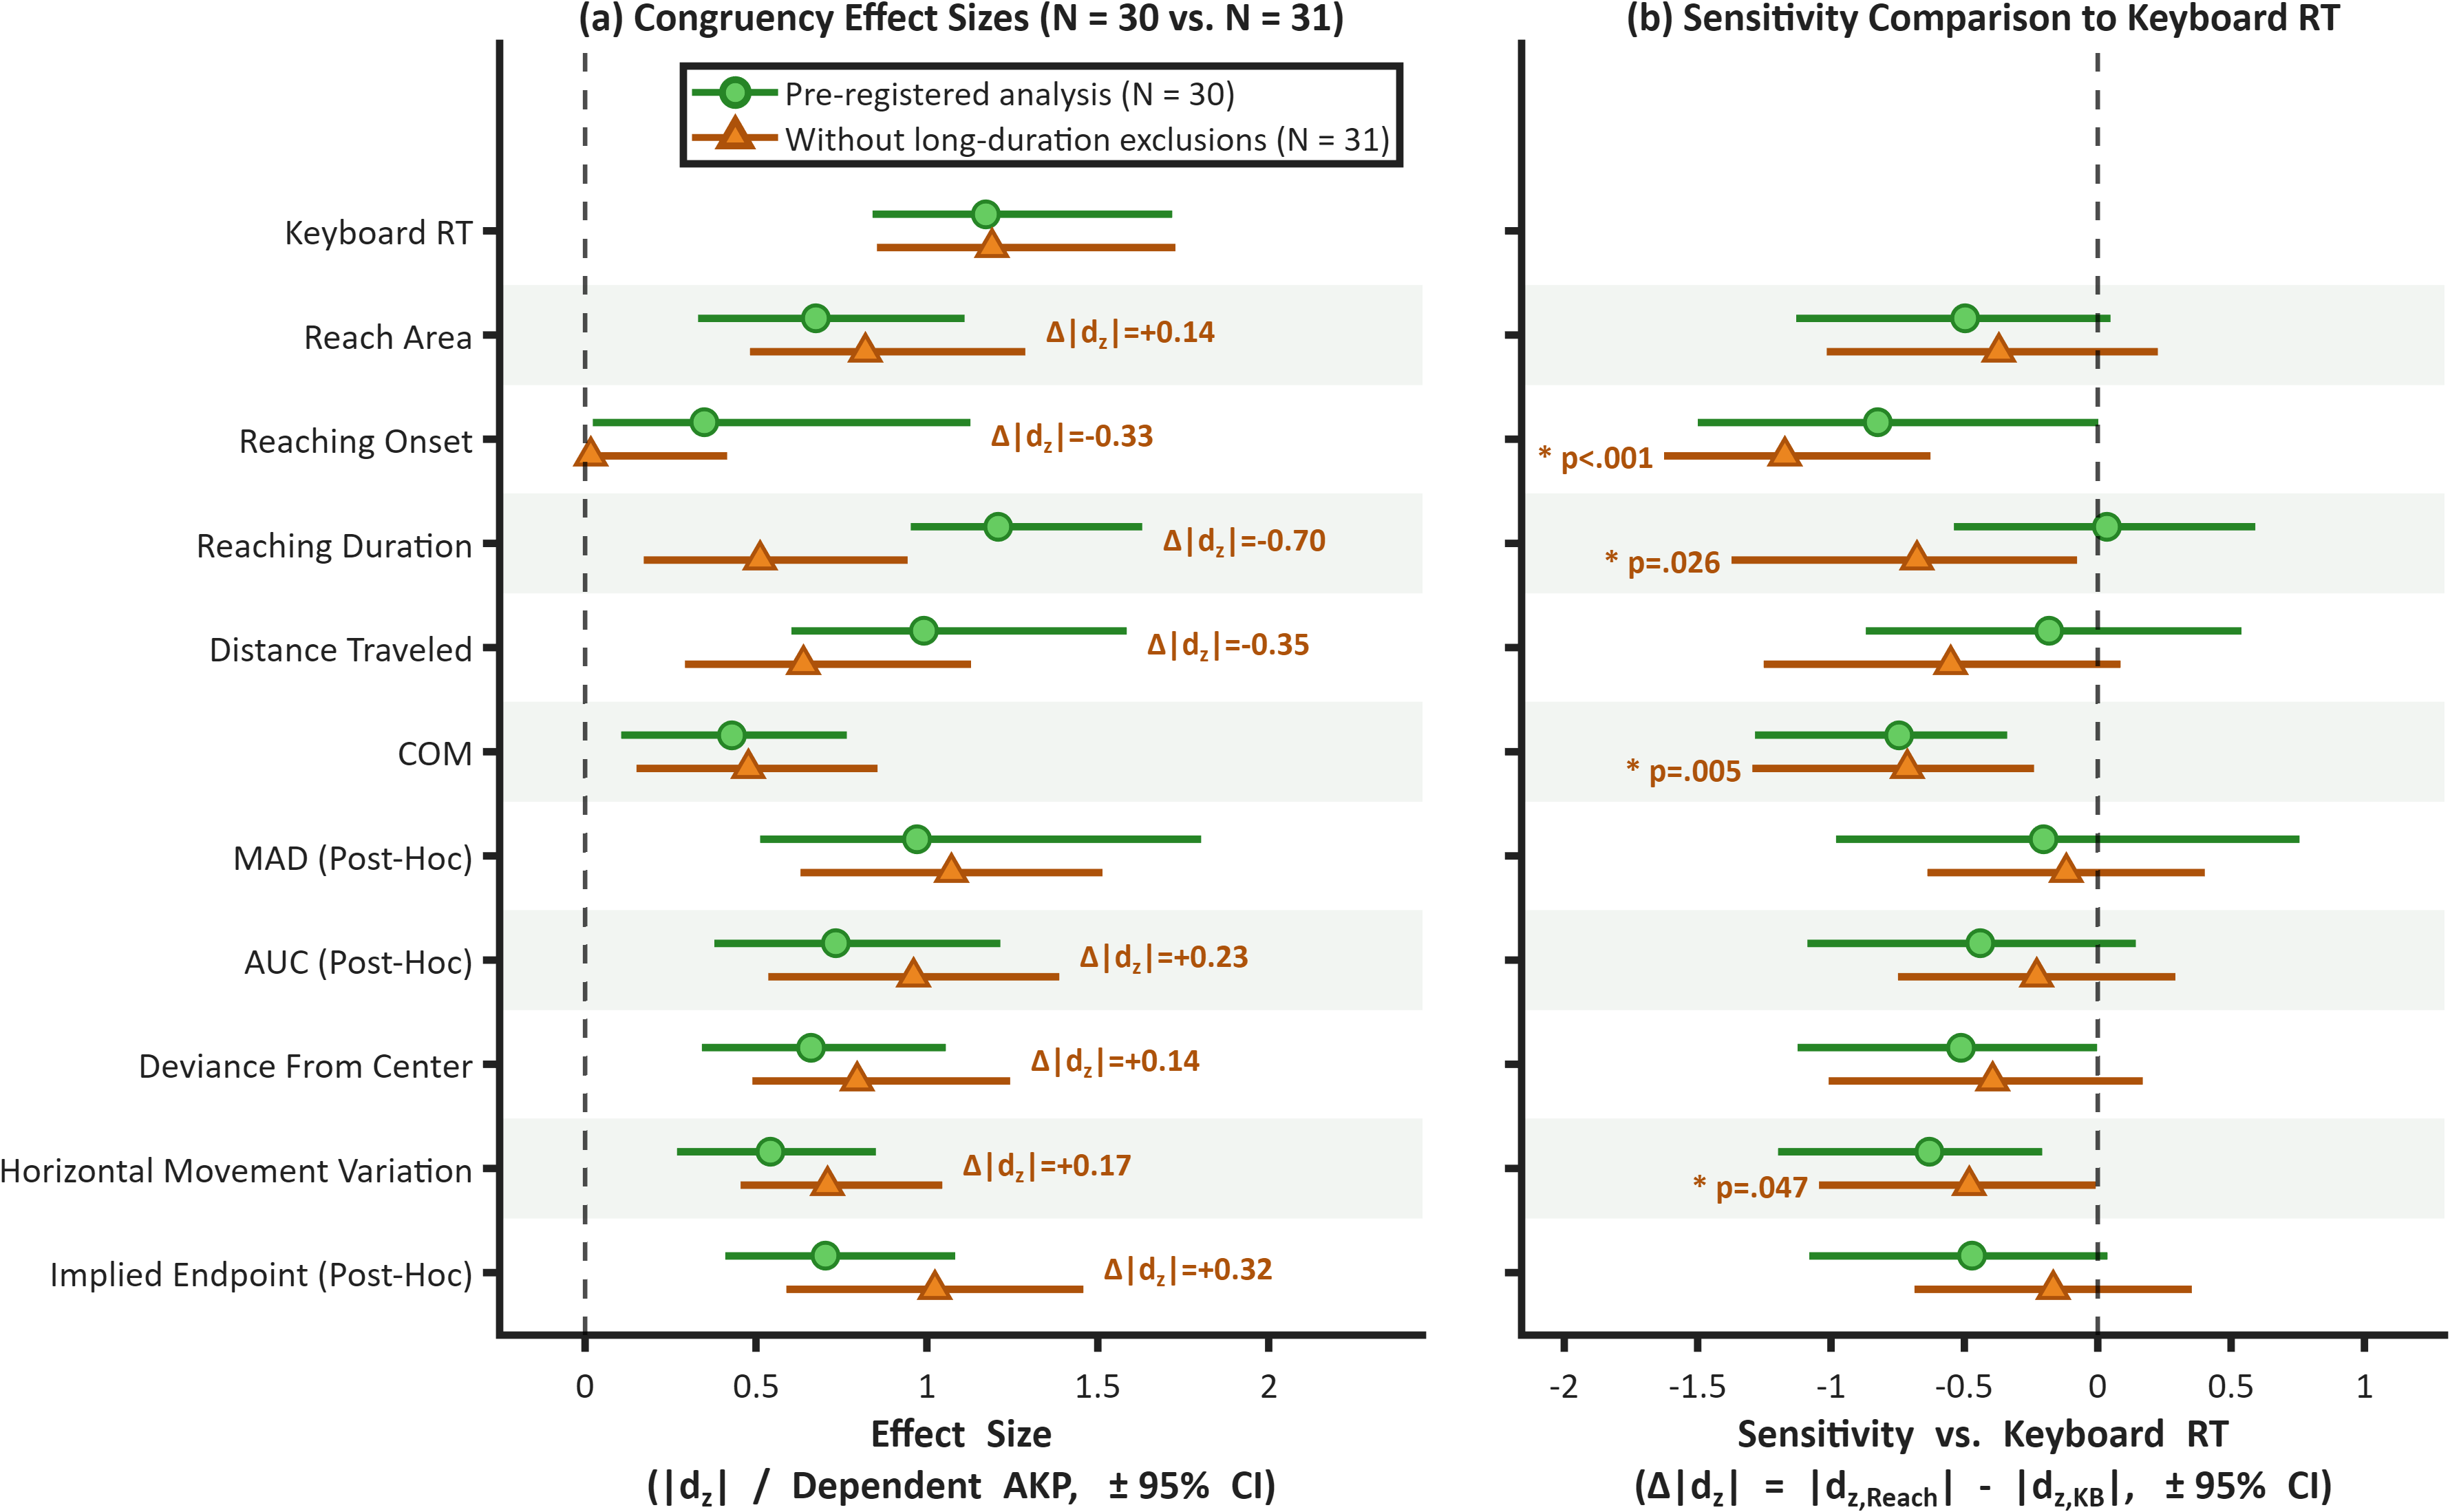 (a) Congruency Effect Sizes (N = 30 vs. N = 31)
(b) Sensitivity Comparison to Keyboard RT
Pre-registered analysis (N = 30)
Without long-duration exclusions (N = 31)
Keyboard RT
Reach Area
Δ|dz|=+0.14
Reaching Onset
Δ|dz|=-0.33
* p<.001
Reaching Duration
Δ|dz|=-0.70
* p=.026
Distance Traveled
Δ|dz|=-0.35
COM
* p=.005
MAD (Post-Hoc)
AUC (Post-Hoc)
Δ|dz|=+0.23
Deviance From Center
Δ|dz|=+0.14
Horizontal Movement Variation
Δ|dz|=+0.17
* p=.047
Implied Endpoint (Post-Hoc)
Δ|dz|=+0.32
0 0.5 1 1.5 2
-2 -1.5 -1 -0.5 0 0.5 1
Effect Size
(|dz| / Dependent AKP, ± 95% CI)
Sensitivity vs. Keyboard RT
(Δ|dz| = |dz,Reach| - |dz,KB|, ± 95% CI)